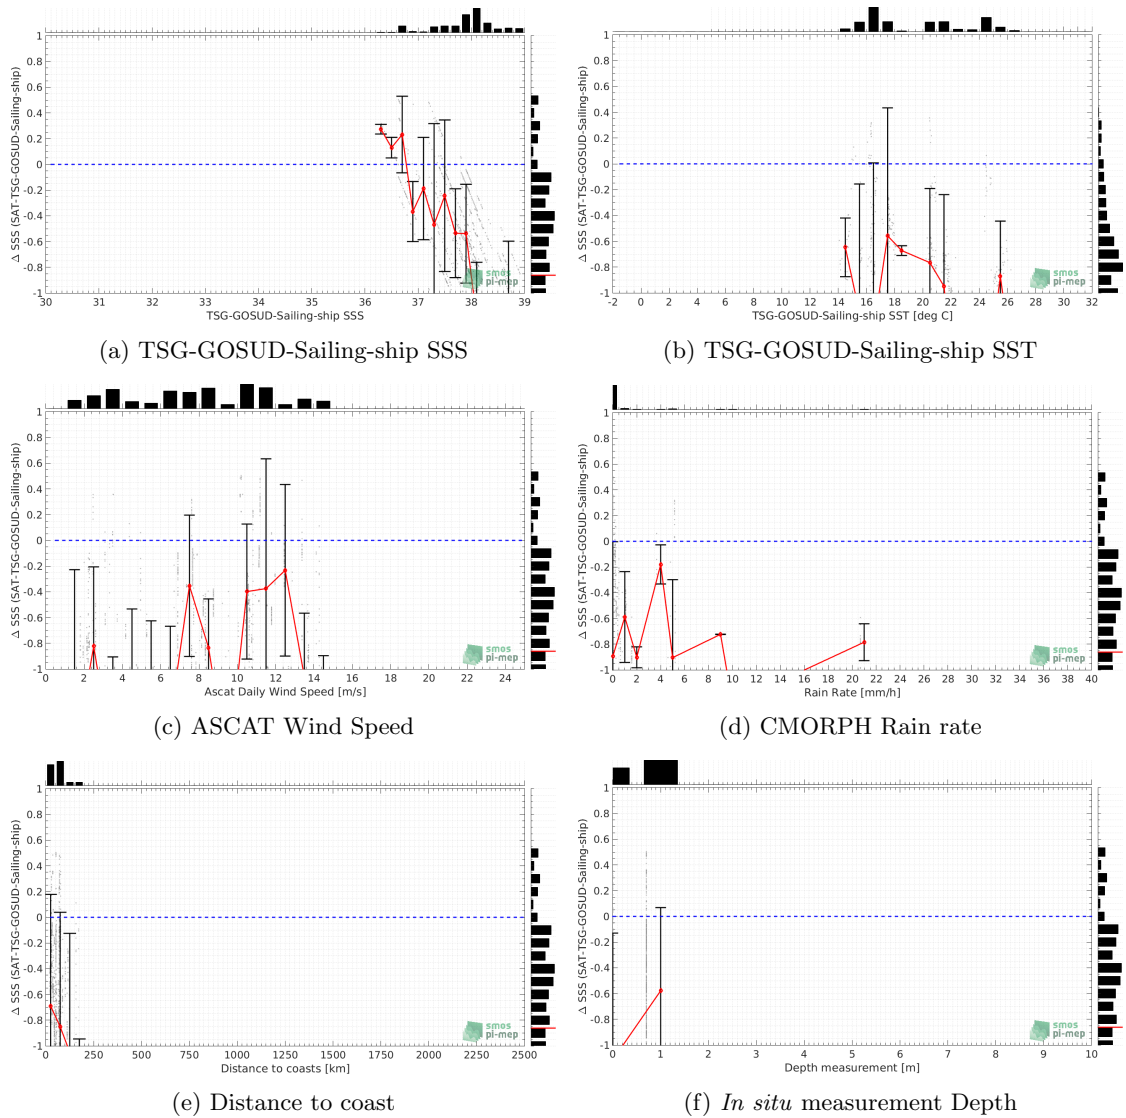 1
0.8
0.6
0.4
0.2
0
-0.2
-0.4
-0.6
-0.8
-1
Δ SSS (SAT-TSG-GOSUD-Sailing-ship)
30 31 32 33 34 35 36 37 38 39
TSG-GOSUD-Sailing-ship SSS
smos
pi-mep
(a) TSG-GOSUD-Sailing-ship SSS
1
0.8
0.6
0.4
0.2
0
-0.2
-0.4
-0.6
-0.8
-1
Δ SSS (SAT-TSG-GOSUD-Sailing-ship)
-2 0 2 4 6 8 10 12 14 16 18 20 22 24 26 28 30 32
TSG-GOSUD-Sailing-ship SST [deg C]
smos
pi-mep
(b) TSG-GOSUD-Sailing-ship SST
1
0.8
0.6
0.4
0.2
0
-0.2
-0.4
-0.6
-0.8
-1
Δ SSS (SAT-TSG-GOSUD-Sailing-ship)
0 2 4 6 8 10 12 14 16 18 20 22 24
Ascat Daily Wind Speed [m/s]
smos
pi-mep
(c) ASCAT Wind Speed
1
0.8
0.6
0.4
0.2
0
-0.2
-0.4
-0.6
-0.8
-1
Δ SSS (SAT-TSG-GOSUD-Sailing-ship)
0 2 4 6 8 10 12 14 16 18 20 22 24 26 28 30 32 34 36 38 40
Rain Rate [mm/h]
smos
pi-mep
(d) CMORPH Rain rate
1
0.8
0.6
0.4
0.2
0
-0.2
-0.4
-0.6
-0.8
-1
Δ SSS (SAT-TSG-GOSUD-Sailing-ship)
0 250 500 750 1000 1250 1500 1750 2000 2250 2500
Distance to coasts [km]
smos
pi-mep
(e) Distance to coast
1
0.8
0.6
0.4
0.2
0
-0.2
-0.4
-0.6
-0.8
-1
Δ SSS (SAT-TSG-GOSUD-Sailing-ship)
0 1 2 3 4 5 6 7 8 9 10
Depth measurement [m]
smos
pi-mep
(f) In situ measurement Depth